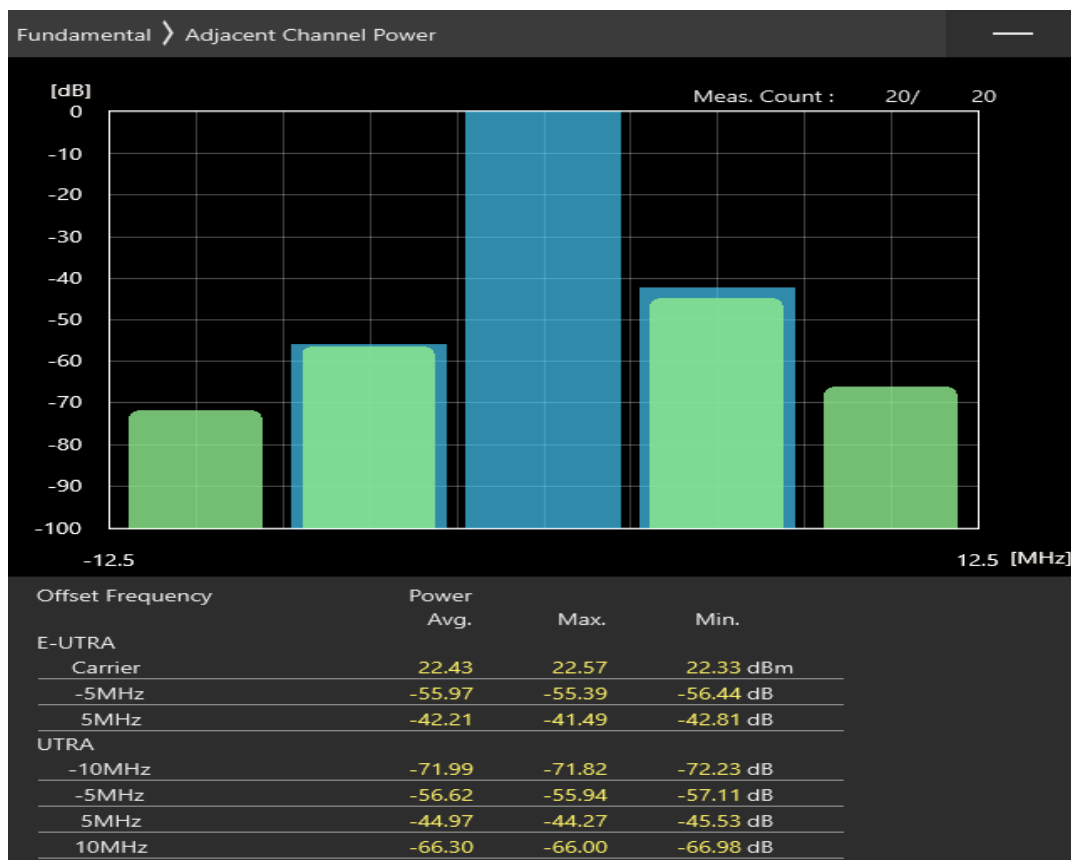 Fundamental ❯ Adjacent Channel Power
[dB]
Meas. Count : 20/ 20
0
-10
-20
-30
-40
-50
-60
-70
-80
-90
-100
-12.5 12.5 [MHz]
Offset Frequency Power
Avg. Max. Min.
E-UTRA
Carrier 22.43 22.57 22.33 dBm
-5MHz -55.97 -55.39 -56.44 dB
5MHz -42.21 -41.49 -42.81 dB
UTRA
-10MHz -71.99 -71.82 -72.23 dB
-5MHz -56.62 -55.94 -57.11 dB
5MHz -44.97 -44.27 -45.53 dB
10MHz -66.30 -66.00 -66.98 dB